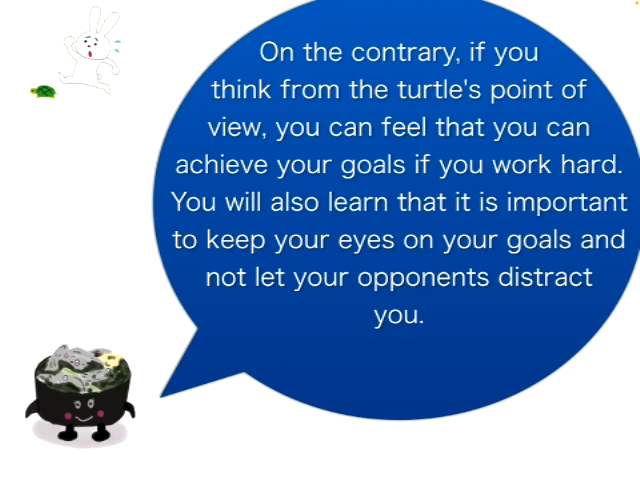 On the contrary, if you
think from the turtle's point of
view, you can feel that you can
achieve your goals if you work hard.
You will also learn that it is important
to keep your eyes on your goals and
not let your opponents distract
you.